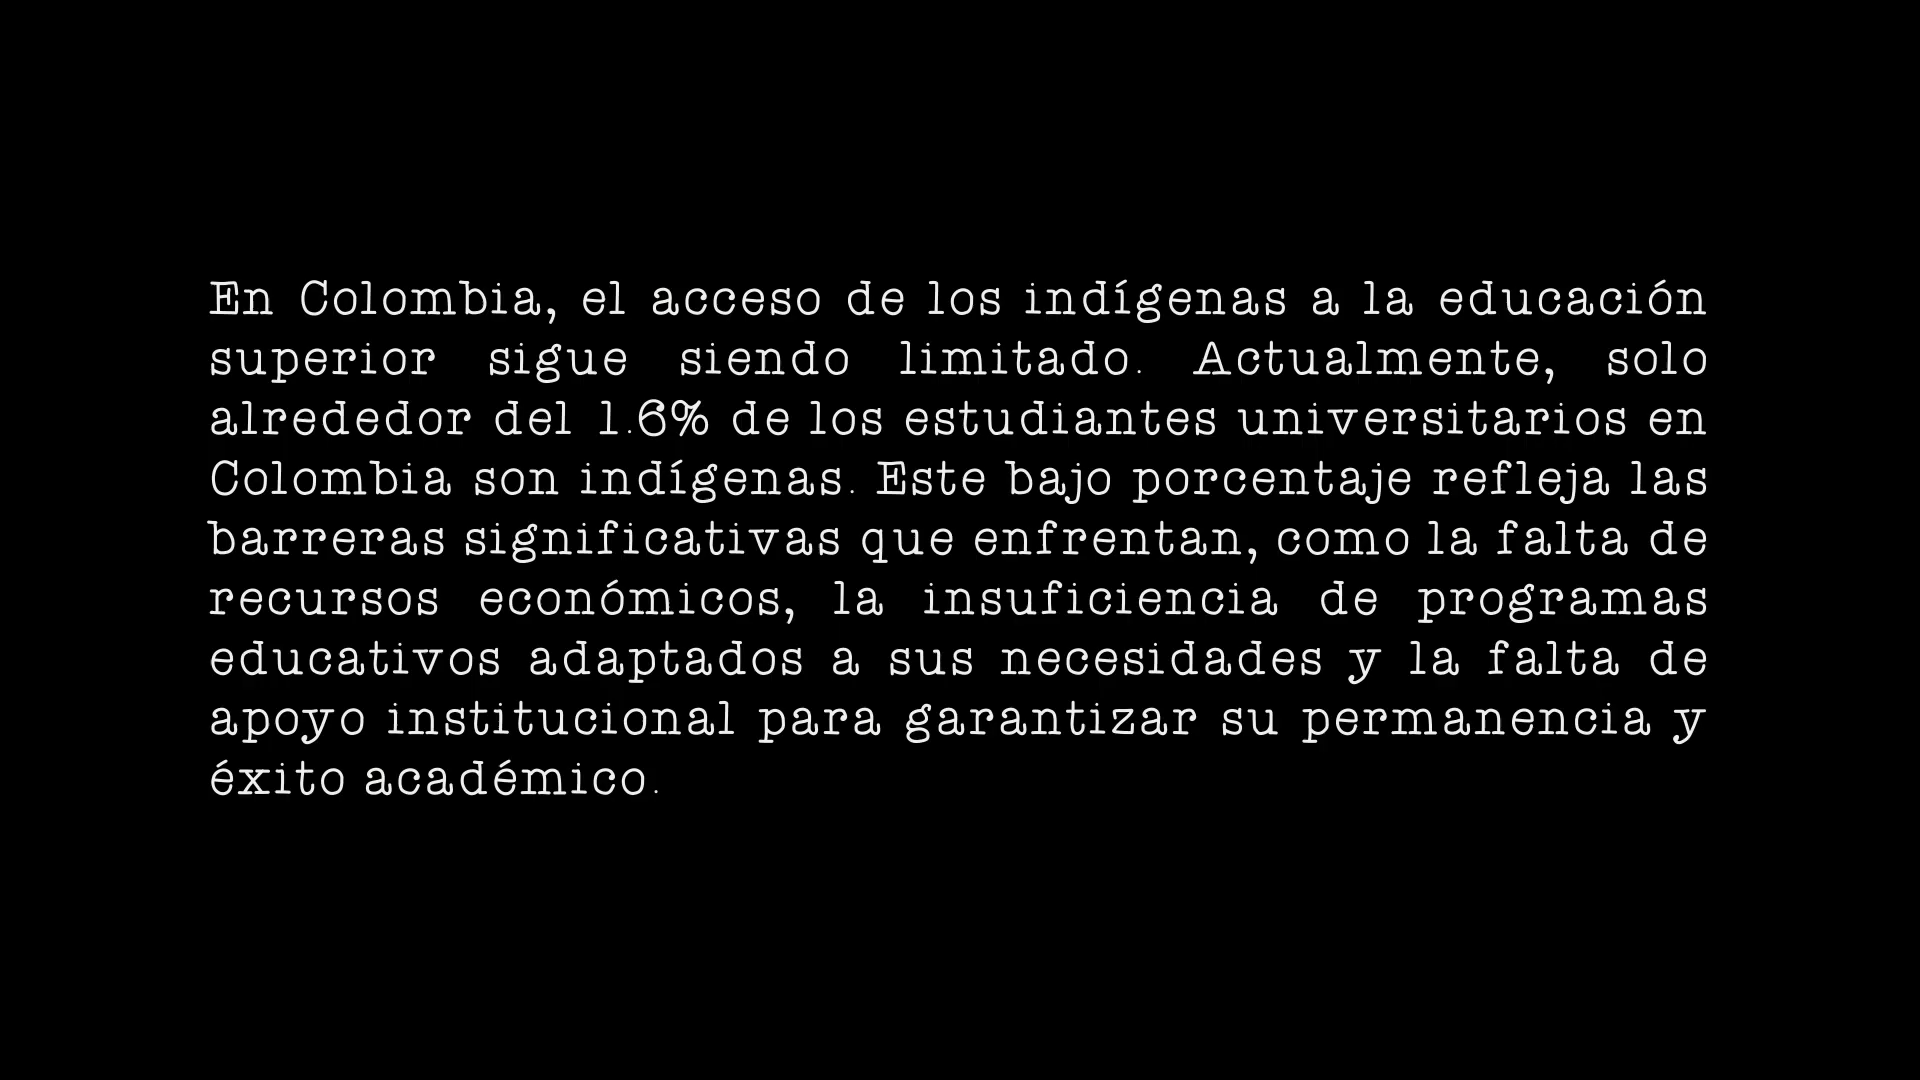 En Colombia, el acceso de los indígenas a la educación
superior sigue siendo limitado. Actualmente, solo
alrededor del 1.6% de los estudiantes universitarios en
Colombia son indígenas. Este bajo porcentaje refleja las
barreras significativas que enfrentan, como la falta de
recursos económicos, la insuficiencia de programas
educativos adaptados a sus necesidades y la falta de
apoyo institucional para garantizar su permanencia y
éxito académico.